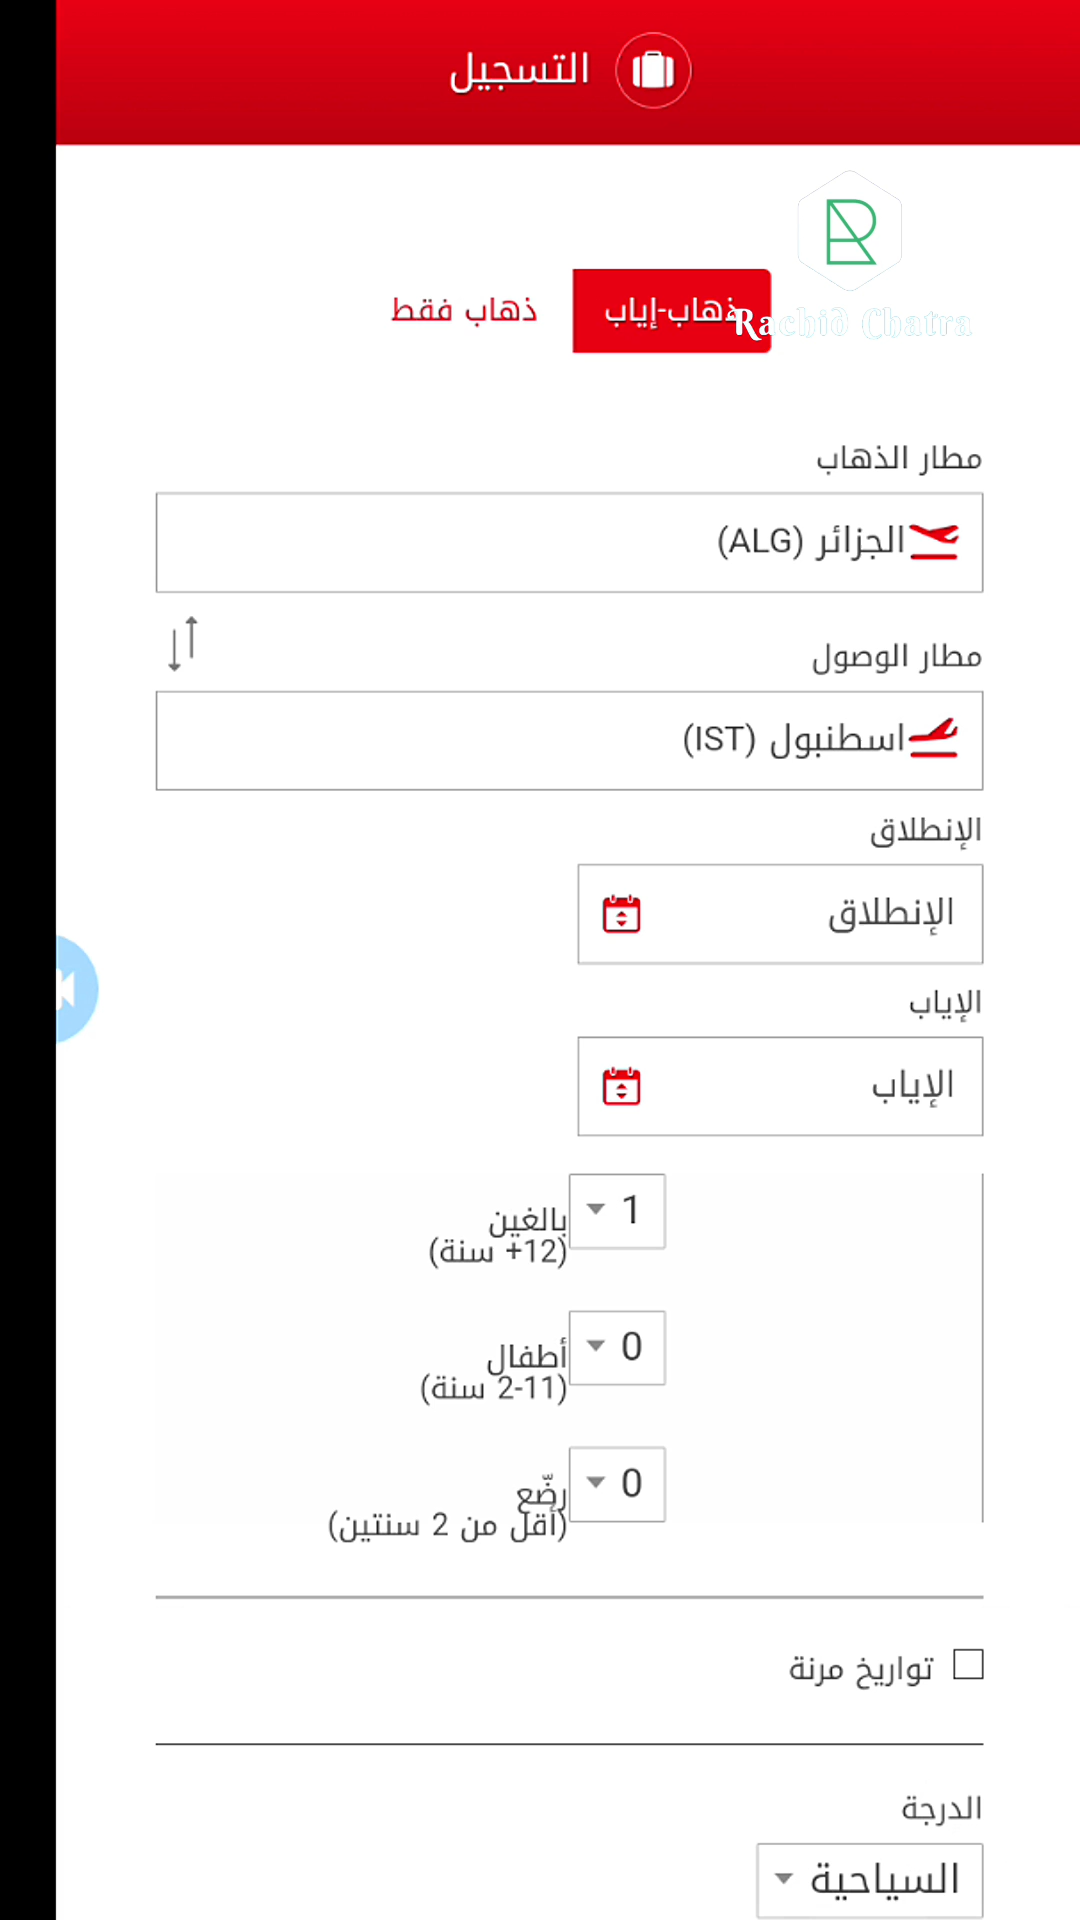 التسجيل
ذهاب-إياب ذهاب فقط
Rachid Chatra
مطار الذهاب
الجزائر (ALG)
مطار الوصول
اسطنبول (IST)
الإنطلاق
الإنطلاق
الإياب
الإياب
1
بالغين
(12+ سنة)
0
أطفال
(2-11 سنة)
0
رضّع
(أقل من 2 سنتين)
تواريخ مرنة
الدرجة
السياحية